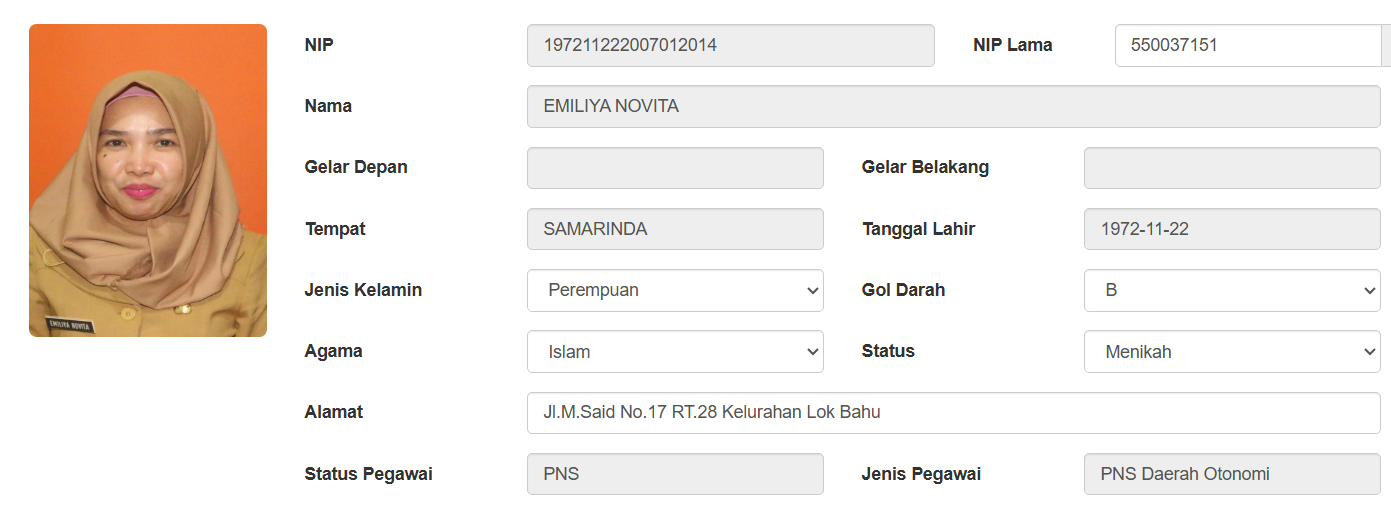 NIP 197211222007012014 NIP Lama 550037151
Nama EMILIYA NOVITA
Gelar Depan Gelar Belakang
Tempat SAMARINDA Tanggal Lahir 1972-11-22
Jenis Kelamin Perempuan Gol Darah B
Agama Islam Status Menikah
EMILIYA NOVITA
Alamat Jl.M.Said No.17 RT.28 Kelurahan Lok Bahu
Status Pegawai PNS Jenis Pegawai PNS Daerah Otonomi